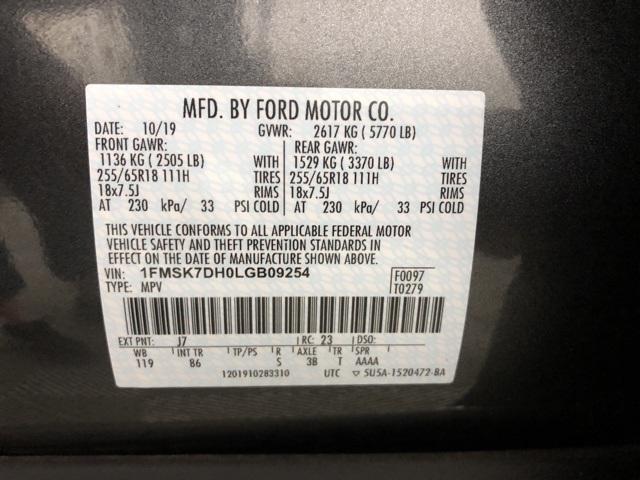 MFD. BY FORD MOTOR CO.
DATE: 10/19 GVWR: 2617 KG ( 5770 LB)
FRONT GAWR: REAR GAWR:
1136 KG ( 2505 LB) WITH 1529 KG ( 3370 LB) WITH
255/65R18 111H TIRES 255/65R18 111H TIRES
18x7.5J RIMS 18x7.5J RIMS
AT 230 kPa/ 33 PSI COLD AT 230 kPa/ 33 PSI COLD
THIS VEHICLE CONFORMS TO ALL APPLICABLE FEDERAL MOTOR
VEHICLE SAFETY AND THEFT PREVENTION STANDARDS IN
EFFECT ON THE DATE OF MANUFACTURE SHOWN ABOVE.
VIN: 1FMSK7DH0LGB09254 F0097
TYPE: MPV T0279
EXT PNT: J7 RC: 23 DSO:
WB INT TR TP/PS R AXLE TR SPR
119 86 S 3B T AAAA
1201910283310 UTC ▽ 5U5A-1520472-BA